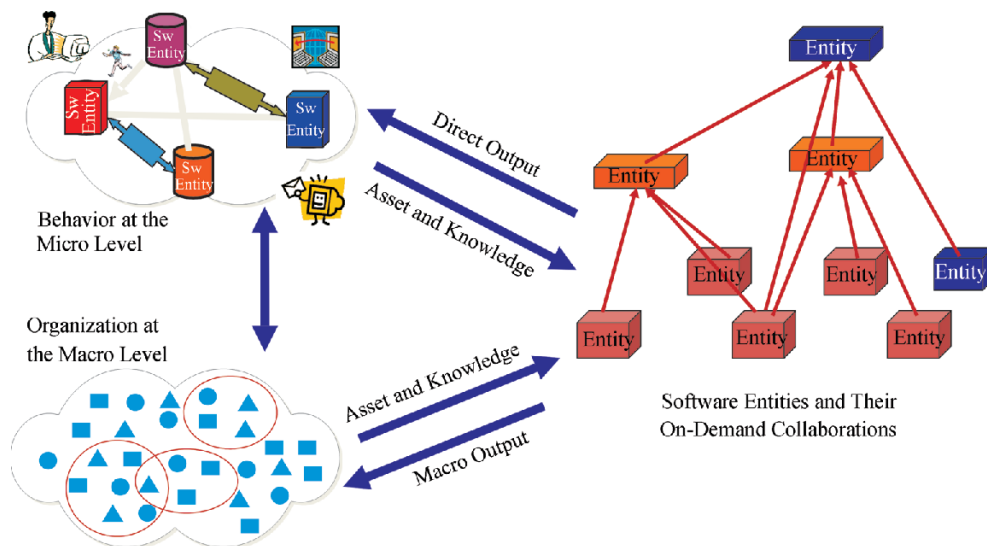 Sw
Entity
Sw
Entity
Sw
Entity
Sw
Entity
Behavior at the
Micro Level
Direct Output
Asset and Knowledge
Entity
Entity
Entity
Entity
Entity
Entity
Entity
Entity
Entity
Organization at
the Macro Level
Asset and Knowledge
Macro Output
Software Entities and Their
On-Demand Collaborations